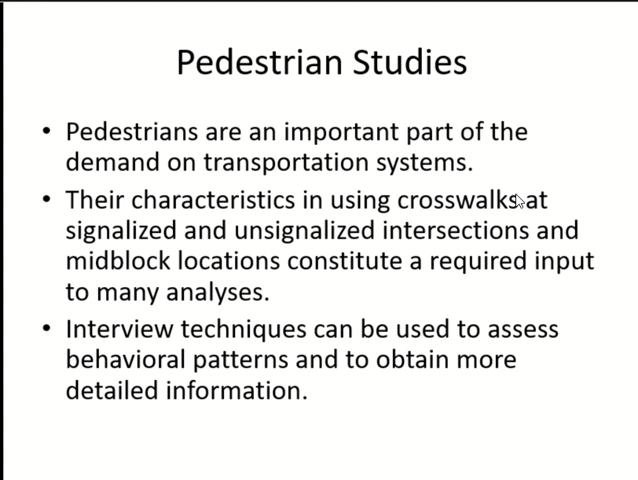 Pedestrian Studies
• Pedestrians are an important part of the
demand on transportation systems.
• Their characteristics in using crosswalks at
signalized and unsignalized intersections and
midblock locations constitute a required input
to many analyses.
• Interview techniques can be used to assess
behavioral patterns and to obtain more
detailed information.